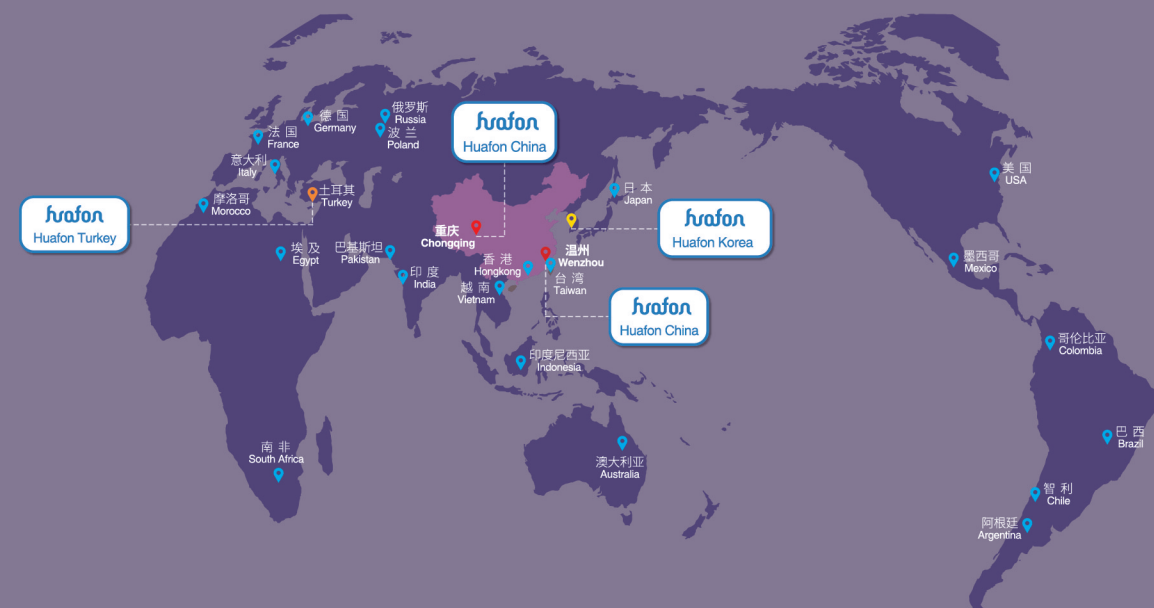 俄罗斯
Russia
德 国
Germany
huafon
Huafon China
波 兰
Poland
法 国
France
意大利
Italy
美 国
USA
土耳其
Turkey
日 本
Japan
摩洛哥
Morocco
huafon
Huafon Turkey
huafon
Huafon Korea
重庆
Chongqing
埃 及
Egypt
巴基斯坦
Pakistan
温州
Wenzhou
香 港
Hongkong
墨西哥
Mexico
印 度
India
台 湾
Taiwan
越 南
Vietnam
huafon
Huafon China
哥伦比亚
Colombia
印度尼西亚
Indonesia
巴 西
Brazil
南 非
South Africa
澳大利亚
Australia
智 利
Chile
阿根廷
Argentina